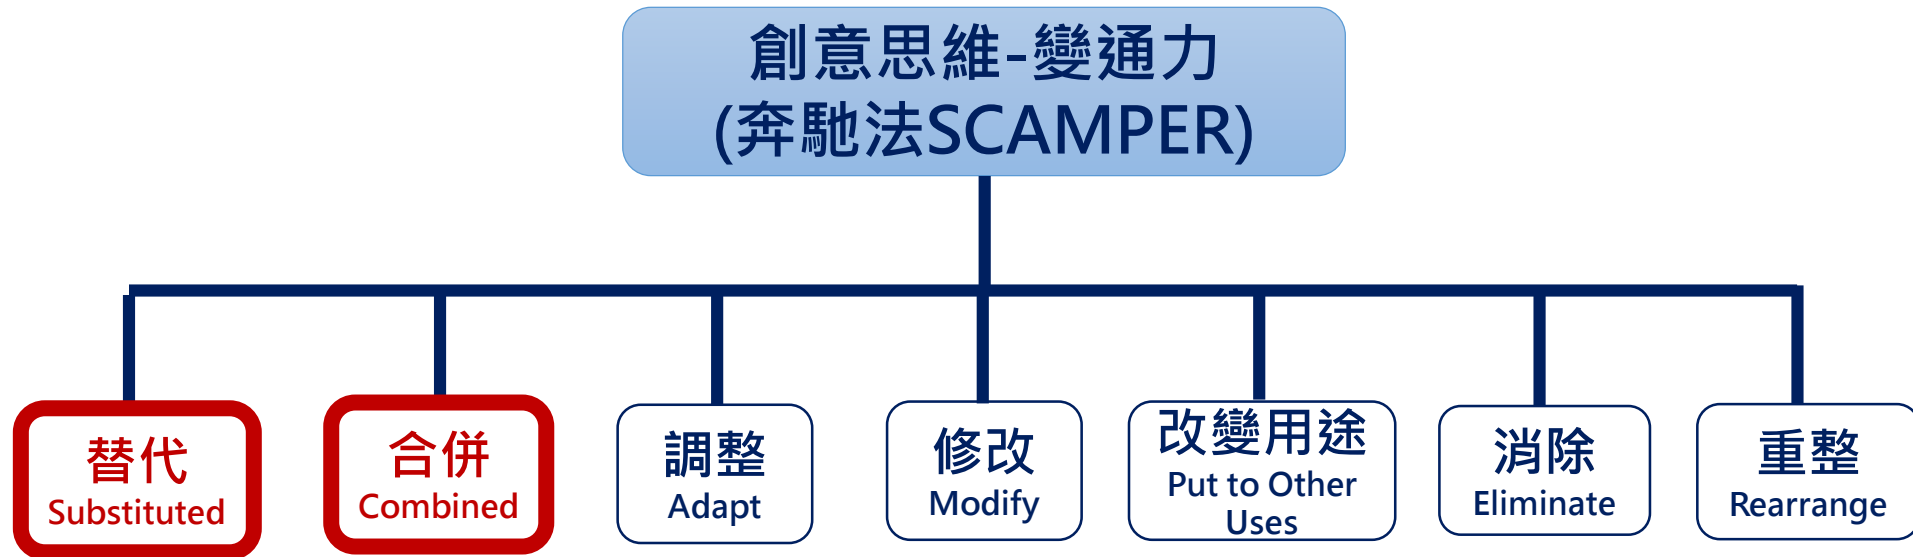 創意思維-變通力
(奔馳法SCAMPER)
替代
Substituted
合併
Combined
調整
Adapt
修改
Modify
改變用途
Put to Other
Uses
消除
Eliminate
重整
Rearrange